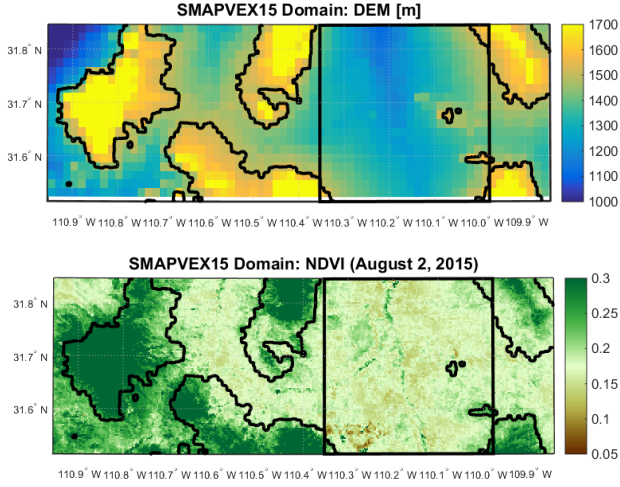 SMAPVEX15 Domain: DEM [m]
31.8° N
31.7° N
31.6° N
110.9° W 110.8° W 110.7° W 110.6° W 110.5° W 110.4° W 110.3° W 110.2° W 110.1° W 110.0° W 109.9° W
1700
1600
1500
1400
1300
1200
1100
1000
SMAPVEX15 Domain: NDVI (August 2, 2015)
31.8° N
31.7° N
31.6° N
110.9° W 110.8° W 110.7° W 110.6° W 110.5° W 110.4° W 110.3° W 110.2° W 110.1° W 110.0° W 109.9° W
0.3
0.25
0.2
0.15
0.1
0.05